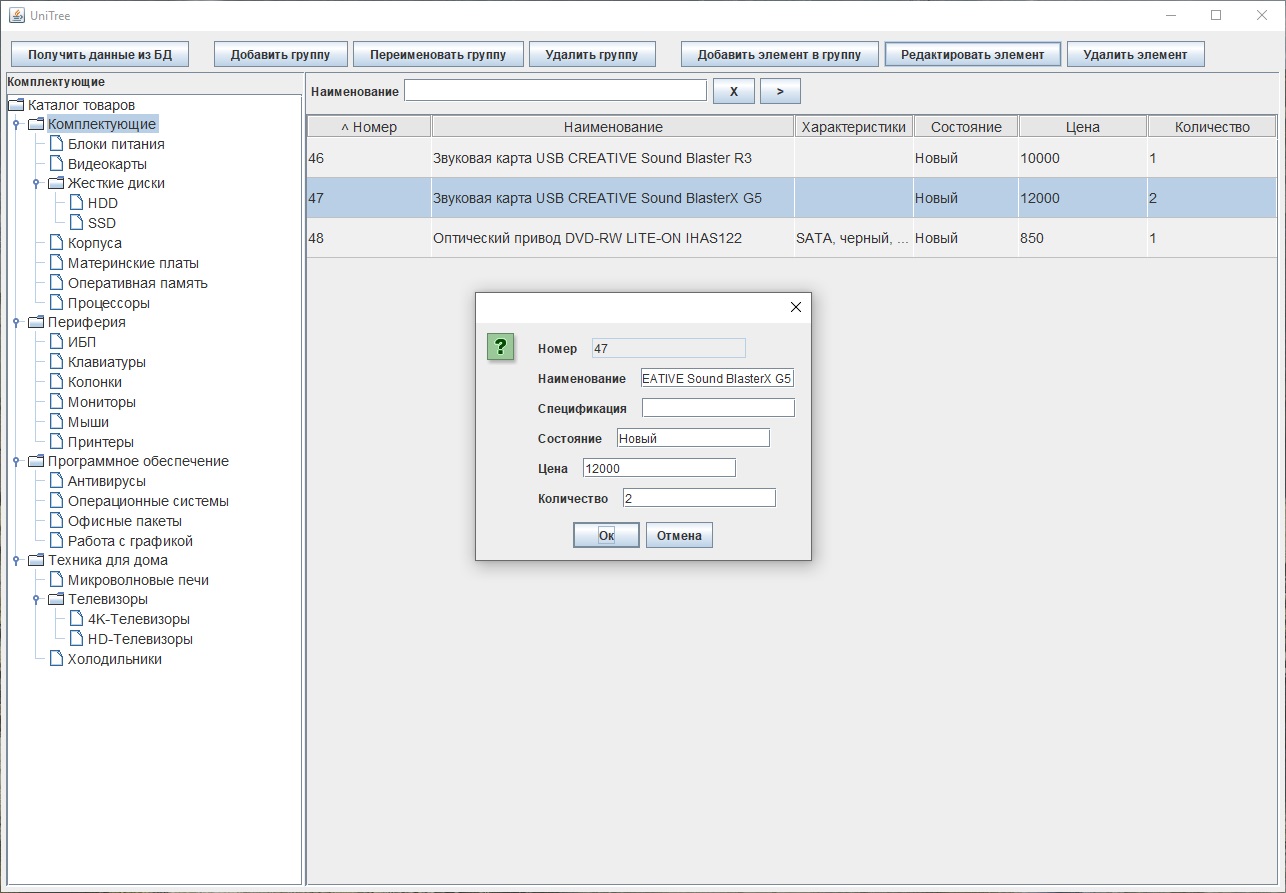 UniTree
Получить данные из БД Добавить группу Переименовать группу Удалить группу Добавить элемент в группу Редактировать элемент Удалить элемент
Комплектующие
Каталог товаров
Комплектующие
Блоки питания
Видеокарты
Жесткие диски
HDD
SSD
Корпуса
Материнские платы
Оперативная память
Процессоры
Периферия
ИБП
Клавиатуры
Колонки
Мониторы
Мыши
Принтеры
Программное обеспечение
Антивирусы
Операционные системы
Офисные пакеты
Работа с графикой
Техника для дома
Микроволновые печи
Телевизоры
4K-Телевизоры
HD-Телевизоры
Холодильники
Наименование X >
^ Номер Наименование Характеристики Состояние Цена Количество
46 Звуковая карта USB CREATIVE Sound Blaster R3 Новый 10000 1
47 Звуковая карта USB CREATIVE Sound BlasterX G5 Новый 12000 2
48 Оптический привод DVD-RW LITE-ON IHAS122 SATA, черный, ... Новый 850 1
?
Номер 47
Наименование EATIVE Sound BlasterX G5
Спецификация
Состояние Новый
Цена 12000
Количество 2
Ок Отмена